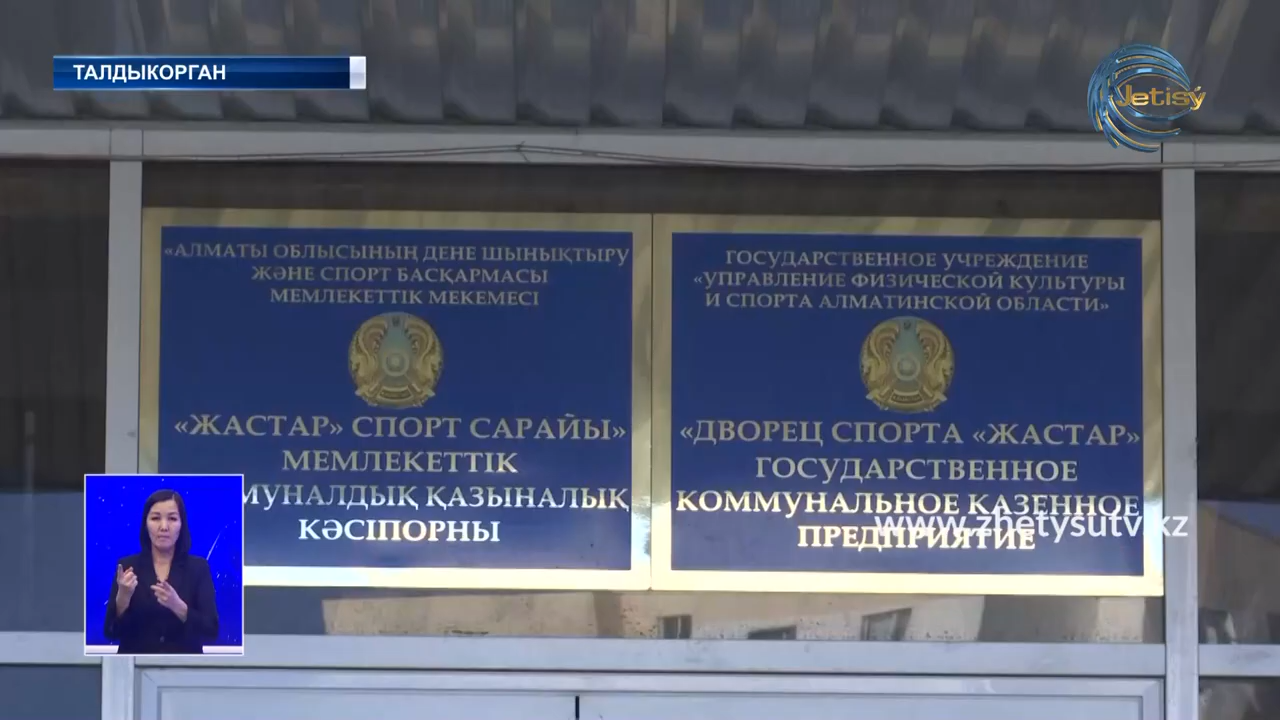 ТАЛДЫКОРГАН
Jetisý
«АЛМАТЫ ОБЛЫСЫНЫҢ ДЕНЕ ШЫНЫҚТЫРУ
ЖӘНЕ СПОРТ БАСҚАРМАСЫ
МЕМЛЕКЕТТІК МЕКЕМЕСІ
«ЖАСТАР» СПОРТ САРАЙЫ»
МЕМЛЕКЕТТІК
МУНАЛДЫҚ ҚАЗЫНАЛЫҚ
КӘСІПОРНЫ
ГОСУДАРСТВЕННОЕ УЧРЕЖДЕНИЕ
«УПРАВЛЕНИЕ ФИЗИЧЕСКОЙ КУЛЬТУРЫ
И СПОРТА АЛМАТИНСКОЙ ОБЛАСТИ»
«ДВОРЕЦ СПОРТА «ЖАСТАР»
ГОСУДАРСТВЕННОЕ
КОММУНАЛЬНОЕ КАЗЕННОЕ
ПРЕДПРИЯТИЕ
www.zhetysutv.kz